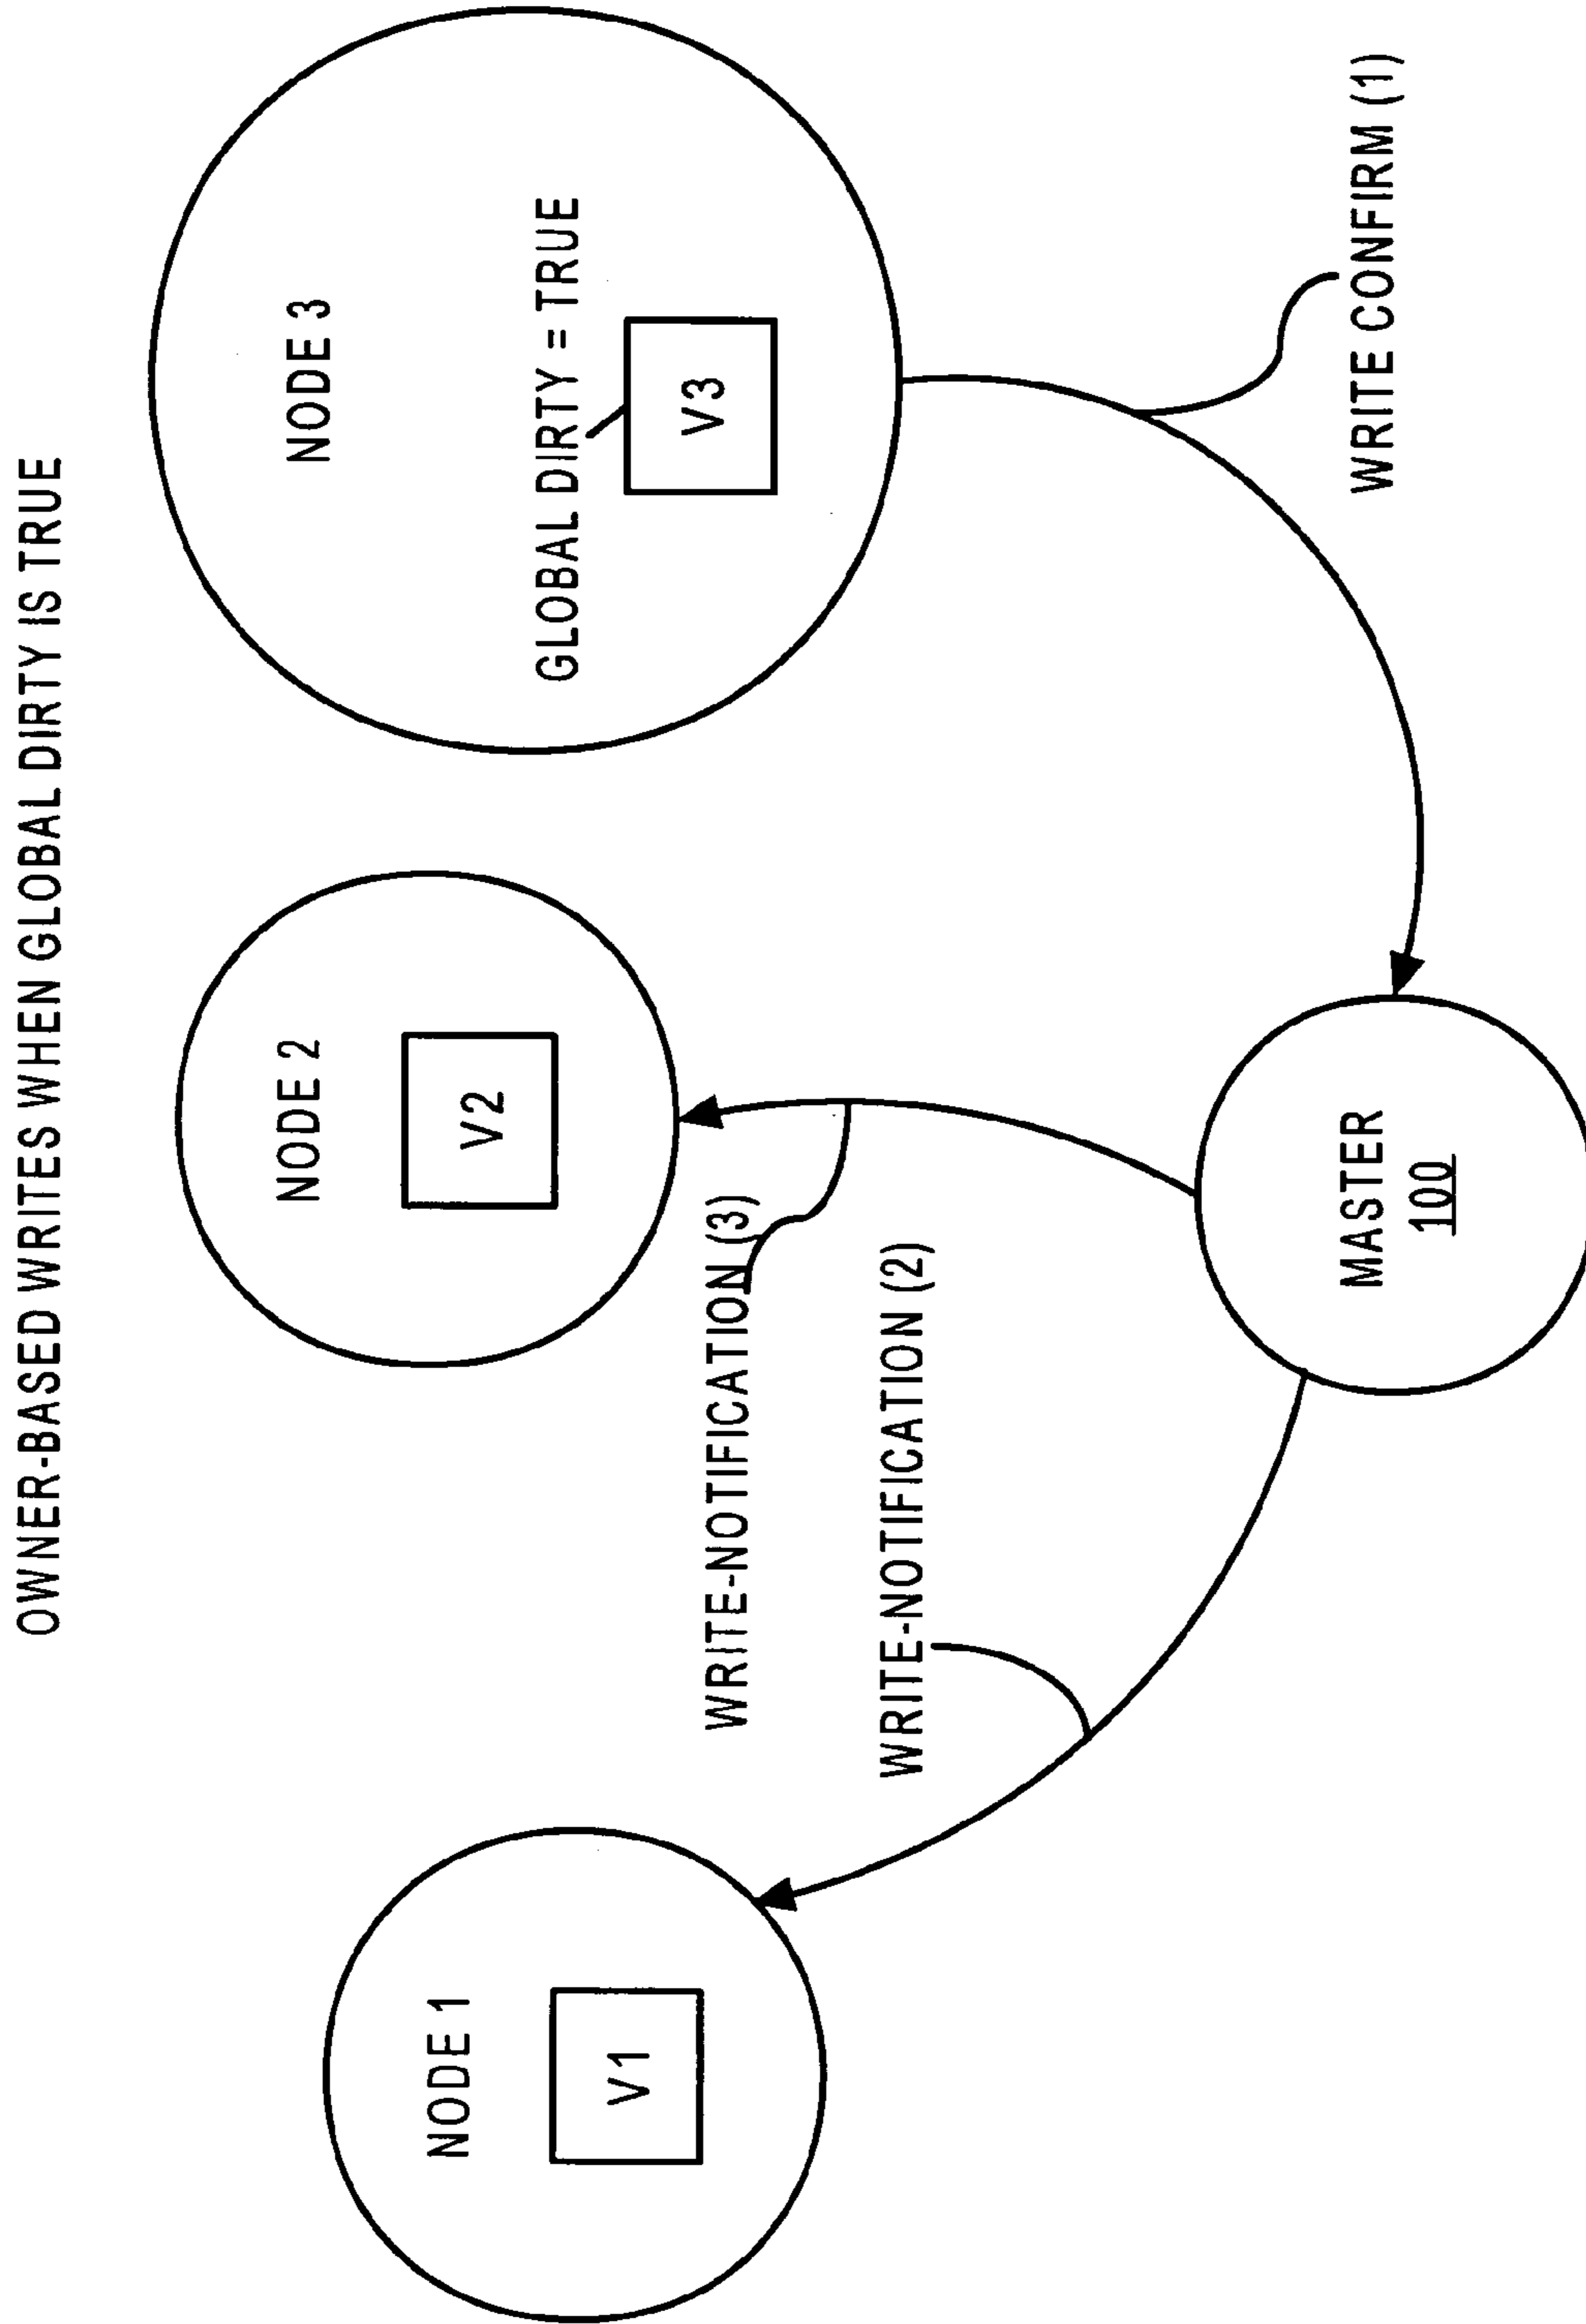 OWNER-BASED WRITES WHEN GLOBAL DIRTY IS TRUE
NODE 1
V1
NODE 2
V2
NODE 3
GLOBAL DIRTY = TRUE
V3
WRITE-NOTIFICATION (3)
WRITE-NOTIFICATION (2)
MASTER
100
WRITE CONFIRM (1)